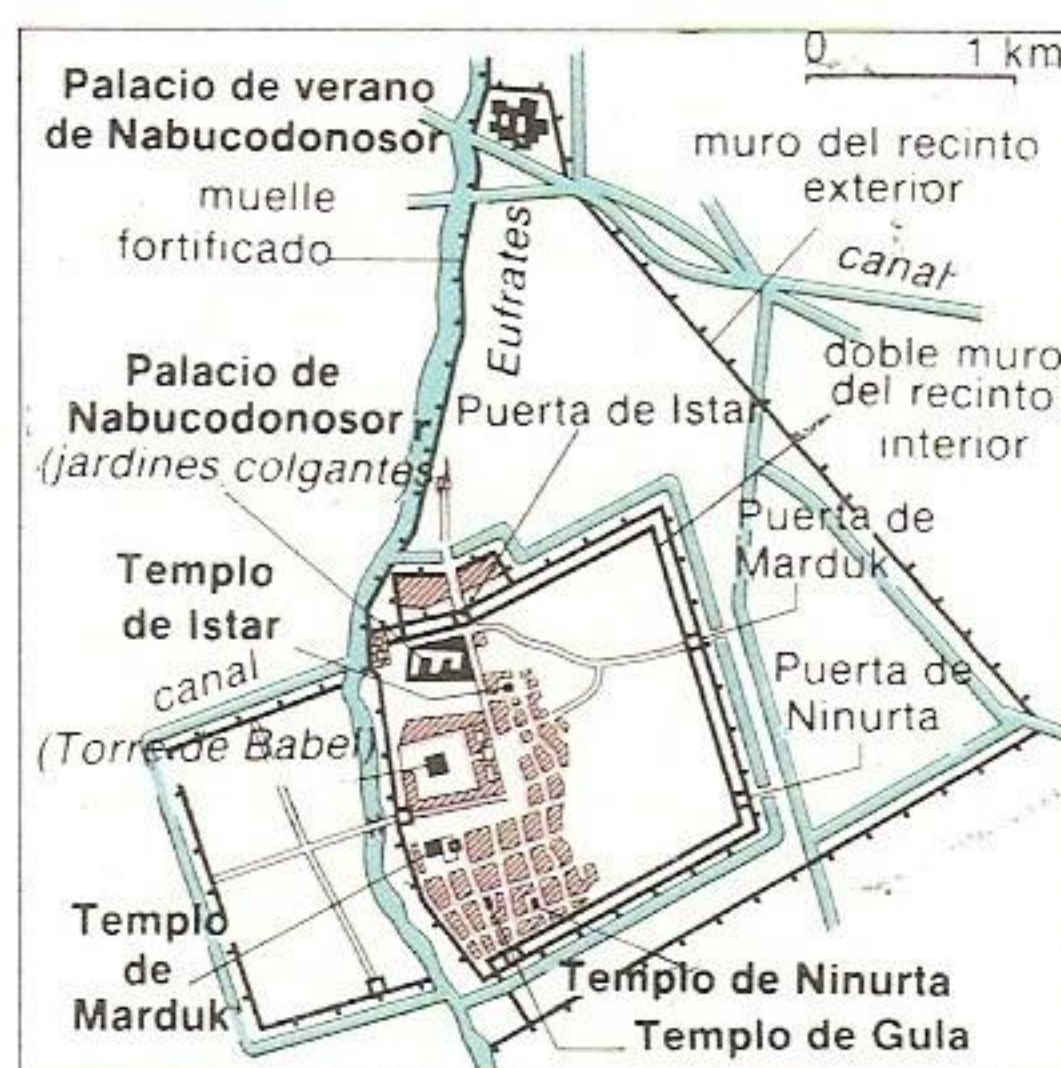 0 1 km
Palacio de verano
de Nabucodonosor
muelle
fortificado
muro del recinto
exterior
canal
Eufrates
doble muro
del recinto
interior
Palacio de
Nabucodonosor
(jardines colgantes
Puerta de Istar
Puerta de
Marduk
Templo
de Istar
canal
Puerta de
Ninurta
(Torre de Babel)
Templo
de
Marduk
Templo de Ninurta
Templo de Gula